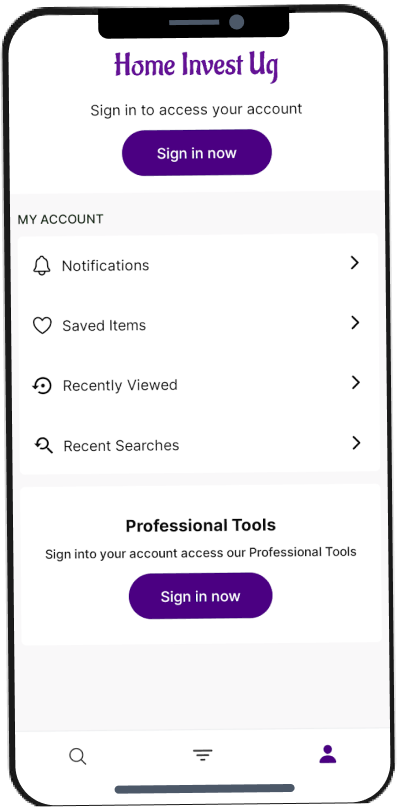 Home Invest Ug
Sign in to access your account
Sign in now
MY ACCOUNT
Notifications
Saved Items
Recently Viewed
Recent Searches
Professional Tools
Sign into your account access our Professional Tools
Sign in now